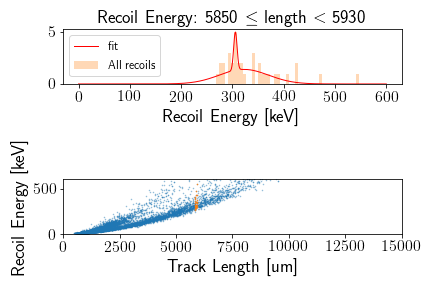 Recoil Energy: 5850 ≤ length < 5930
5
0
fit
All recoils
0 100 200 300 400 500 600
Recoil Energy [keV]
Recoil Energy [keV]
500
0
0 2500 5000 7500 10000 12500 15000
Track Length [um]